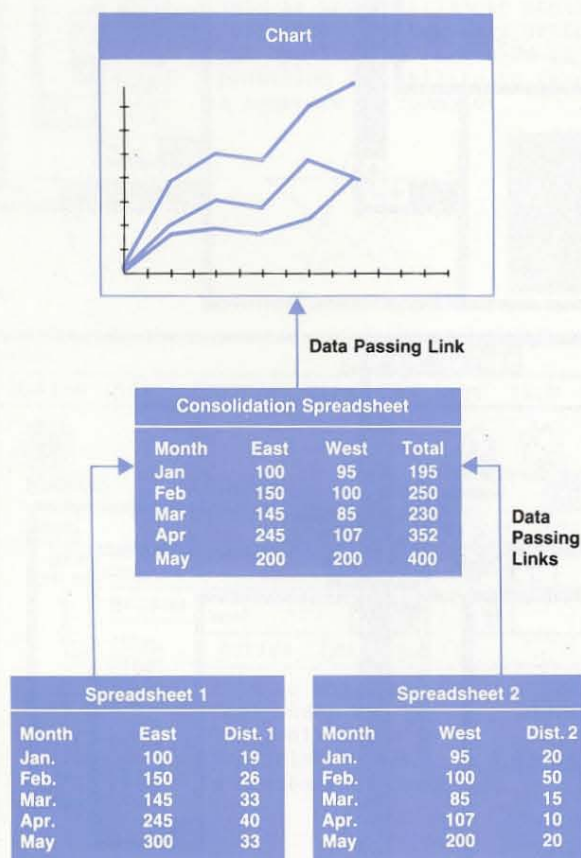 Chart
Data Passing Link
Consolidation Spreadsheet
Month East West Total
Jan 100 95 195
Feb 150 100 250
Mar 145 85 230
Apr 245 107 352
May 200 200 400
Data
Passing
Links
Spreadsheet 1
Month East Dist. 1
Jan. 100 19
Feb. 150 26
Mar. 145 33
Apr. 245 40
May 300 33
Spreadsheet 2
Month West Dist. 2
Jan. 95 20
Feb. 100 50
Mar. 85 15
Apr. 107 10
May 200 20